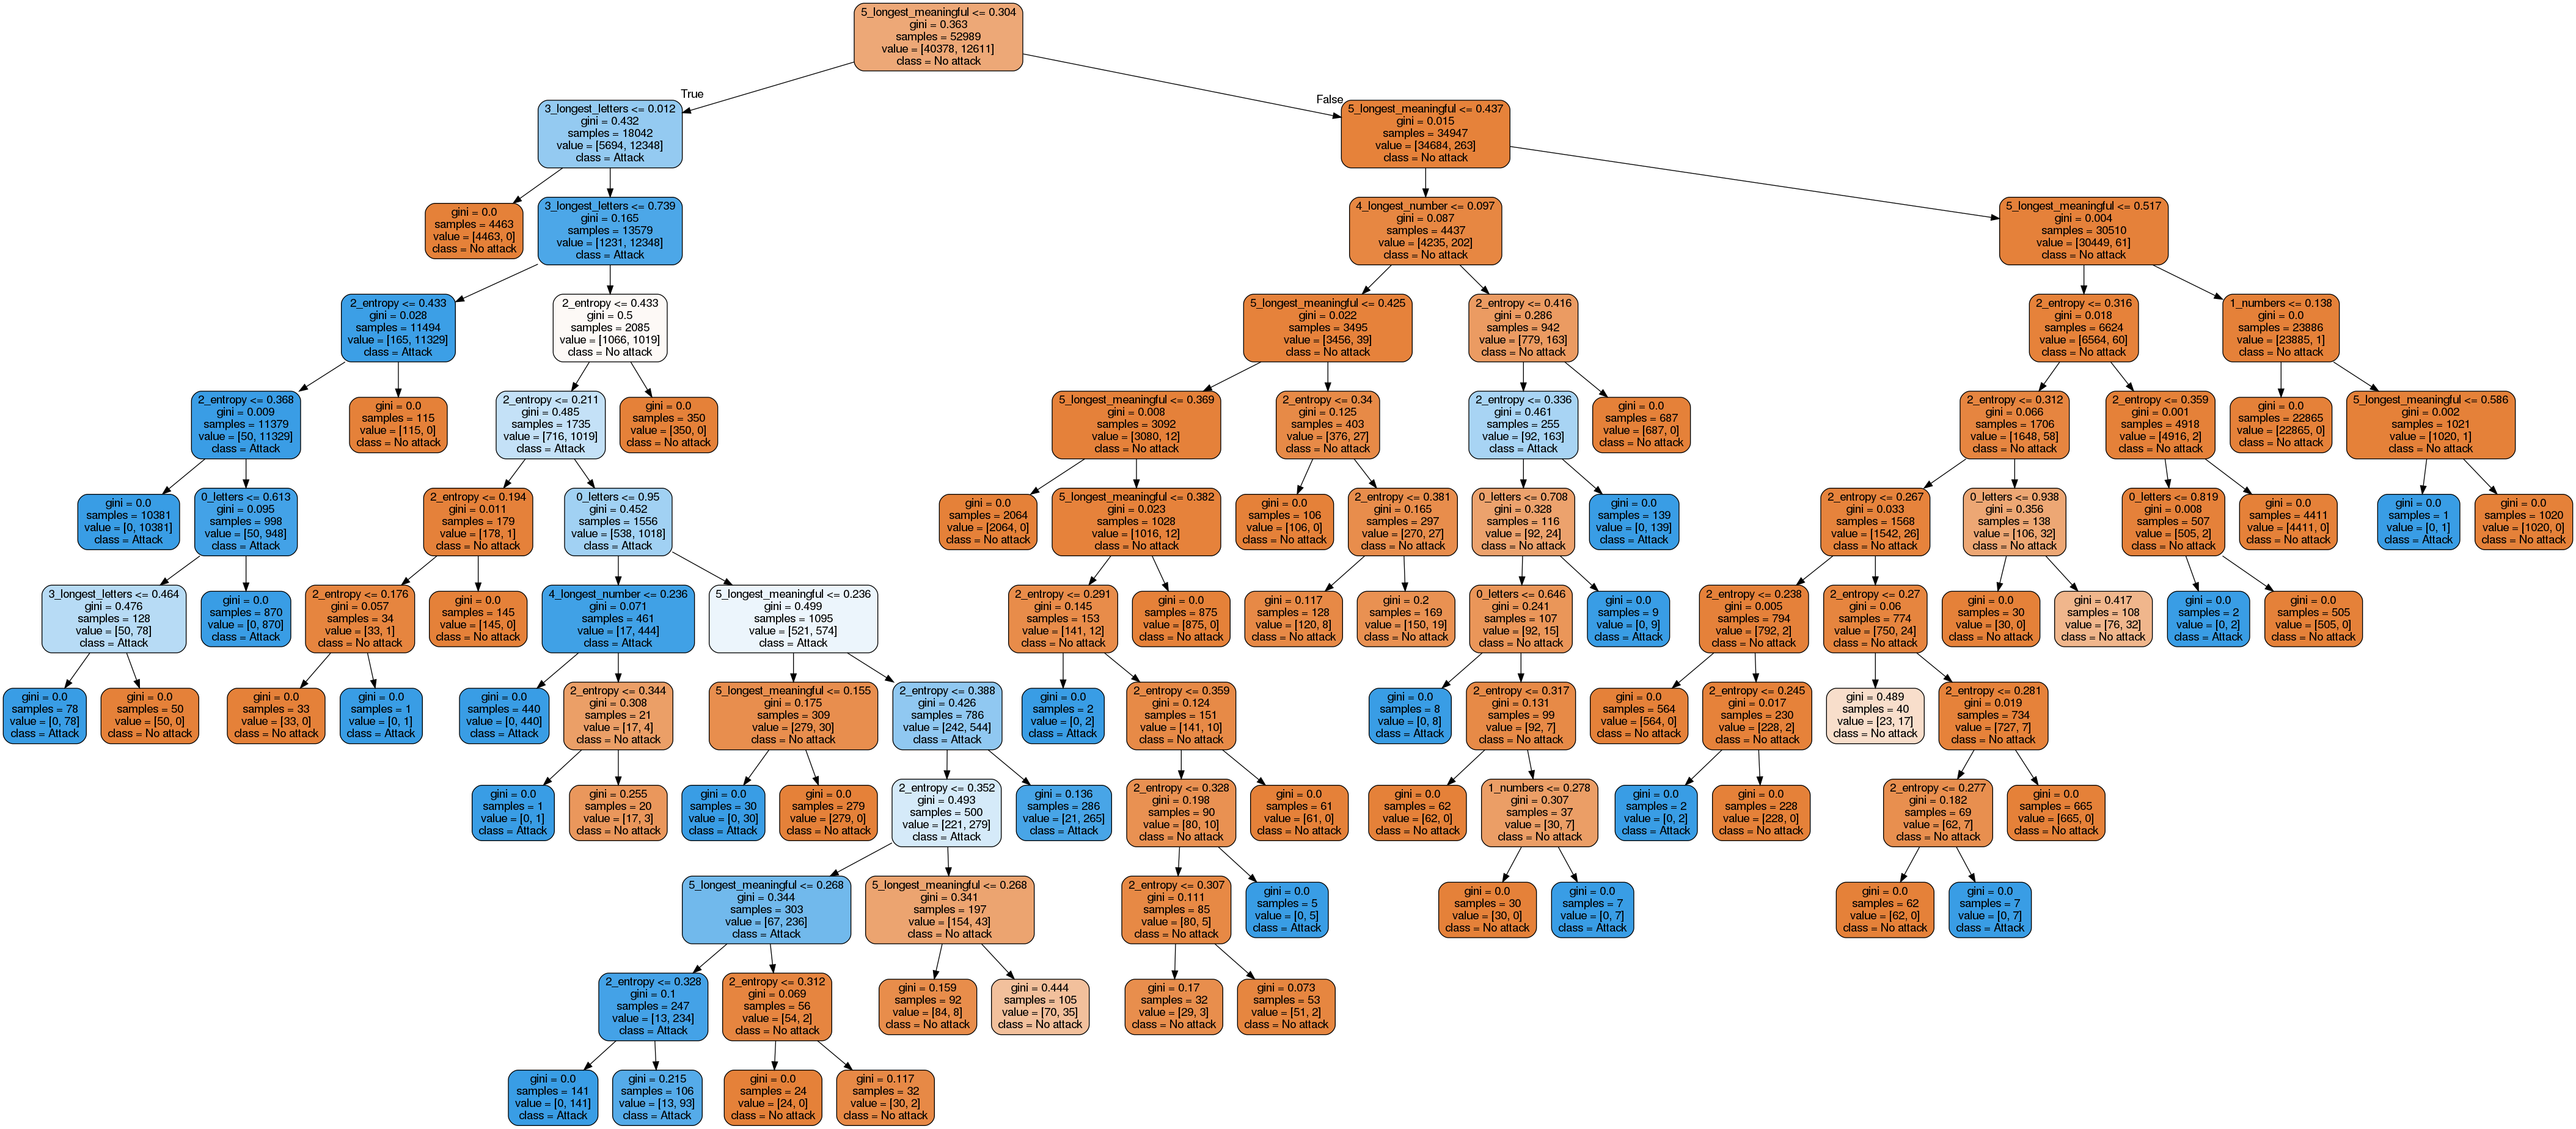 5_longest_meaningful <= 0.304
gini = 0.363
samples = 52989
value = [40378, 12611]
class = No attack
True
False
3_longest_letters <= 0.012
gini = 0.432
samples = 18042
value = [5694, 12348]
class = Attack
5_longest_meaningful <= 0.437
gini = 0.015
samples = 34947
value = [34684, 263]
class = No attack
gini = 0.0
samples = 4463
value = [4463, 0]
class = No attack
3_longest_letters <= 0.739
gini = 0.165
samples = 13579
value = [1231, 12348]
class = Attack
4_longest_number <= 0.097
gini = 0.087
samples = 4437
value = [4235, 202]
class = No attack
5_longest_meaningful <= 0.517
gini = 0.004
samples = 30510
value = [30449, 61]
class = No attack
2_entropy <= 0.433
gini = 0.028
samples = 11494
value = [165, 11329]
class = Attack
2_entropy <= 0.433
gini = 0.5
samples = 2085
value = [1066, 1019]
class = No attack
5_longest_meaningful <= 0.425
gini = 0.022
samples = 3495
value = [3456, 39]
class = No attack
2_entropy <= 0.416
gini = 0.286
samples = 942
value = [779, 163]
class = No attack
2_entropy <= 0.316
gini = 0.018
samples = 6624
value = [6564, 60]
class = No attack
1_numbers <= 0.138
gini = 0.0
samples = 23886
value = [23885, 1]
class = No attack
2_entropy <= 0.368
gini = 0.009
samples = 11379
value = [50, 11329]
class = Attack
gini = 0.0
samples = 115
value = [115, 0]
class = No attack
2_entropy <= 0.211
gini = 0.485
samples = 1735
value = [716, 1019]
class = Attack
gini = 0.0
samples = 350
value = [350, 0]
class = No attack
5_longest_meaningful <= 0.369
gini = 0.008
samples = 3092
value = [3080, 12]
class = No attack
2_entropy <= 0.34
gini = 0.125
samples = 403
value = [376, 27]
class = No attack
2_entropy <= 0.336
gini = 0.461
samples = 255
value = [92, 163]
class = Attack
gini = 0.0
samples = 687
value = [687, 0]
class = No attack
2_entropy <= 0.312
gini = 0.066
samples = 1706
value = [1648, 58]
class = No attack
2_entropy <= 0.359
gini = 0.001
samples = 4918
value = [4916, 2]
class = No attack
gini = 0.0
samples = 22865
value = [22865, 0]
class = No attack
5_longest_meaningful <= 0.586
gini = 0.002
samples = 1021
value = [1020, 1]
class = No attack
gini = 0.0
samples = 10381
value = [0, 10381]
class = Attack
0_letters <= 0.613
gini = 0.095
samples = 998
value = [50, 948]
class = Attack
2_entropy <= 0.194
gini = 0.011
samples = 179
value = [178, 1]
class = No attack
0_letters <= 0.95
gini = 0.452
samples = 1556
value = [538, 1018]
class = Attack
gini = 0.0
samples = 2064
value = [2064, 0]
class = No attack
5_longest_meaningful <= 0.382
gini = 0.023
samples = 1028
value = [1016, 12]
class = No attack
gini = 0.0
samples = 106
value = [106, 0]
class = No attack
2_entropy <= 0.381
gini = 0.165
samples = 297
value = [270, 27]
class = No attack
0_letters <= 0.708
gini = 0.328
samples = 116
value = [92, 24]
class = No attack
gini = 0.0
samples = 139
value = [0, 139]
class = Attack
2_entropy <= 0.267
gini = 0.033
samples = 1568
value = [1542, 26]
class = No attack
0_letters <= 0.938
gini = 0.356
samples = 138
value = [106, 32]
class = No attack
0_letters <= 0.819
gini = 0.008
samples = 507
value = [505, 2]
class = No attack
gini = 0.0
samples = 4411
value = [4411, 0]
class = No attack
gini = 0.0
samples = 1
value = [0, 1]
class = Attack
gini = 0.0
samples = 1020
value = [1020, 0]
class = No attack
3_longest_letters <= 0.464
gini = 0.476
samples = 128
value = [50, 78]
class = Attack
gini = 0.0
samples = 870
value = [0, 870]
class = Attack
2_entropy <= 0.176
gini = 0.057
samples = 34
value = [33, 1]
class = No attack
gini = 0.0
samples = 145
value = [145, 0]
class = No attack
4_longest_number <= 0.236
gini = 0.071
samples = 461
value = [17, 444]
class = Attack
5_longest_meaningful <= 0.236
gini = 0.499
samples = 1095
value = [521, 574]
class = Attack
2_entropy <= 0.291
gini = 0.145
samples = 153
value = [141, 12]
class = No attack
gini = 0.0
samples = 875
value = [875, 0]
class = No attack
gini = 0.117
samples = 128
value = [120, 8]
class = No attack
gini = 0.2
samples = 169
value = [150, 19]
class = No attack
0_letters <= 0.646
gini = 0.241
samples = 107
value = [92, 15]
class = No attack
gini = 0.0
samples = 9
value = [0, 9]
class = Attack
2_entropy <= 0.238
gini = 0.005
samples = 794
value = [792, 2]
class = No attack
2_entropy <= 0.27
gini = 0.06
samples = 774
value = [750, 24]
class = No attack
gini = 0.0
samples = 30
value = [30, 0]
class = No attack
gini = 0.417
samples = 108
value = [76, 32]
class = No attack
gini = 0.0
samples = 2
value = [0, 2]
class = Attack
gini = 0.0
samples = 505
value = [505, 0]
class = No attack
gini = 0.0
samples = 78
value = [0, 78]
class = Attack
gini = 0.0
samples = 50
value = [50, 0]
class = No attack
gini = 0.0
samples = 33
value = [33, 0]
class = No attack
gini = 0.0
samples = 1
value = [0, 1]
class = Attack
gini = 0.0
samples = 440
value = [0, 440]
class = Attack
2_entropy <= 0.344
gini = 0.308
samples = 21
value = [17, 4]
class = No attack
5_longest_meaningful <= 0.155
gini = 0.175
samples = 309
value = [279, 30]
class = No attack
2_entropy <= 0.388
gini = 0.426
samples = 786
value = [242, 544]
class = Attack
gini = 0.0
samples = 2
value = [0, 2]
class = Attack
2_entropy <= 0.359
gini = 0.124
samples = 151
value = [141, 10]
class = No attack
gini = 0.0
samples = 8
value = [0, 8]
class = Attack
2_entropy <= 0.317
gini = 0.131
samples = 99
value = [92, 7]
class = No attack
gini = 0.0
samples = 564
value = [564, 0]
class = No attack
2_entropy <= 0.245
gini = 0.017
samples = 230
value = [228, 2]
class = No attack
gini = 0.489
samples = 40
value = [23, 17]
class = No attack
2_entropy <= 0.281
gini = 0.019
samples = 734
value = [727, 7]
class = No attack
gini = 0.0
samples = 1
value = [0, 1]
class = Attack
gini = 0.255
samples = 20
value = [17, 3]
class = No attack
gini = 0.0
samples = 30
value = [0, 30]
class = Attack
gini = 0.0
samples = 279
value = [279, 0]
class = No attack
2_entropy <= 0.352
gini = 0.493
samples = 500
value = [221, 279]
class = Attack
gini = 0.136
samples = 286
value = [21, 265]
class = Attack
2_entropy <= 0.328
gini = 0.198
samples = 90
value = [80, 10]
class = No attack
gini = 0.0
samples = 61
value = [61, 0]
class = No attack
gini = 0.0
samples = 62
value = [62, 0]
class = No attack
1_numbers <= 0.278
gini = 0.307
samples = 37
value = [30, 7]
class = No attack
gini = 0.0
samples = 2
value = [0, 2]
class = Attack
gini = 0.0
samples = 228
value = [228, 0]
class = No attack
2_entropy <= 0.277
gini = 0.182
samples = 69
value = [62, 7]
class = No attack
gini = 0.0
samples = 665
value = [665, 0]
class = No attack
5_longest_meaningful <= 0.268
gini = 0.344
samples = 303
value = [67, 236]
class = Attack
5_longest_meaningful <= 0.268
gini = 0.341
samples = 197
value = [154, 43]
class = No attack
2_entropy <= 0.307
gini = 0.111
samples = 85
value = [80, 5]
class = No attack
gini = 0.0
samples = 5
value = [0, 5]
class = Attack
gini = 0.0
samples = 30
value = [30, 0]
class = No attack
gini = 0.0
samples = 7
value = [0, 7]
class = Attack
gini = 0.0
samples = 62
value = [62, 0]
class = No attack
gini = 0.0
samples = 7
value = [0, 7]
class = Attack
2_entropy <= 0.328
gini = 0.1
samples = 247
value = [13, 234]
class = Attack
2_entropy <= 0.312
gini = 0.069
samples = 56
value = [54, 2]
class = No attack
gini = 0.159
samples = 92
value = [84, 8]
class = No attack
gini = 0.444
samples = 105
value = [70, 35]
class = No attack
gini = 0.17
samples = 32
value = [29, 3]
class = No attack
gini = 0.073
samples = 53
value = [51, 2]
class = No attack
gini = 0.0
samples = 141
value = [0, 141]
class = Attack
gini = 0.215
samples = 106
value = [13, 93]
class = Attack
gini = 0.0
samples = 24
value = [24, 0]
class = No attack
gini = 0.117
samples = 32
value = [30, 2]
class = No attack